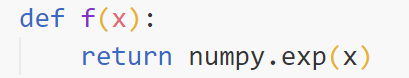 def f(x):
    return numpy.exp(x)